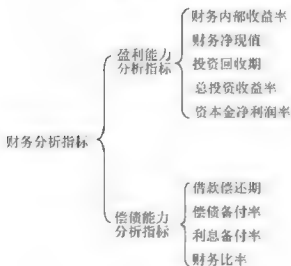 财务内部收益率
财务净现值
盈利能力
分析指标
投资回收期
总投资收益率
资本金净利润率
财务分析指标
借款偿还期
偿债备付率
偿债能力
分析指标
利息备付率
财务比率